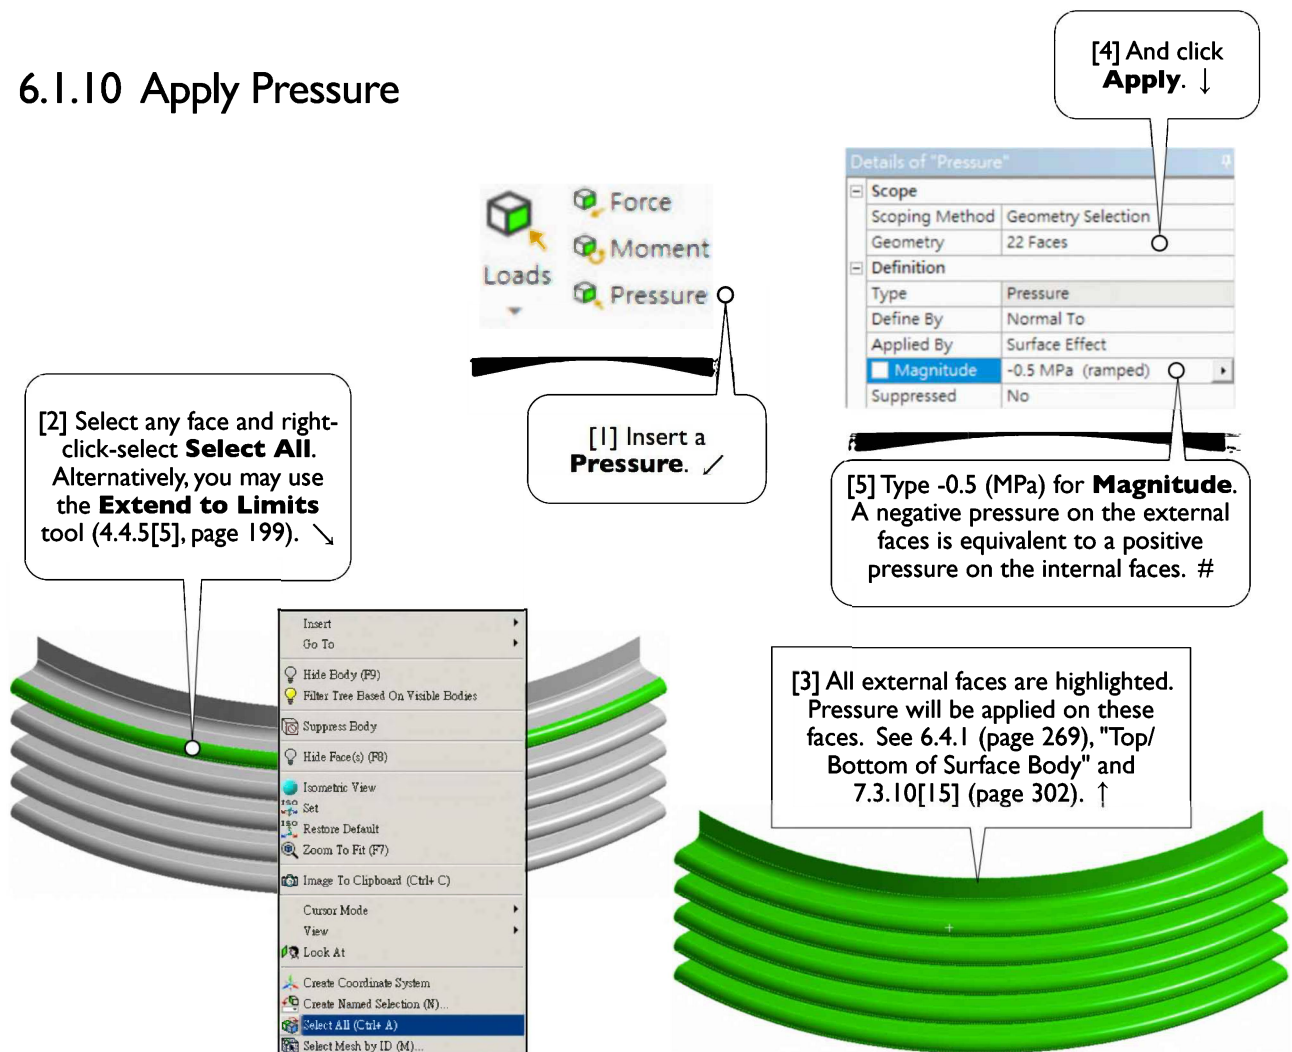 6.1.10 Apply Pressure
[4] And click
Apply. ↓
Loads
Force
Moment
Pressure
[1] Insert a
Pressure. ↙
Details of "Pressure"
Scope
Scoping Method Geometry Selection
Geometry 22 Faces
Definition
Type Pressure
Define By Normal To
Applied By Surface Effect
Magnitude -0.5 MPa (ramped)
Suppressed No
[2] Select any face and right-
click-select Select All.
Alternatively, you may use
the Extend to Limits
tool (4.4.5[5], page 199). ↘
[5] Type -0.5 (MPa) for Magnitude.
A negative pressure on the external
faces is equivalent to a positive
pressure on the internal faces. #
Insert
Go To
Hide Body (F9)
Filter Tree Based On Visible Bodies
Suppress Body
Hide Face(s) (F8)
Isometric View
ISO Set
ISO Restore Default
Zoom To Fit (F7)
Image To Clipboard (Ctrl+ C)
Cursor Mode
View
Look At
Create Coordinate System
Create Named Selection (N)...
Select All (Ctrl+ A)
Select Mesh by ID (M)...
[3] All external faces are highlighted.
Pressure will be applied on these
faces. See 6.4.1 (page 269), "Top/
Bottom of Surface Body" and
7.3.10[15] (page 302). ↑